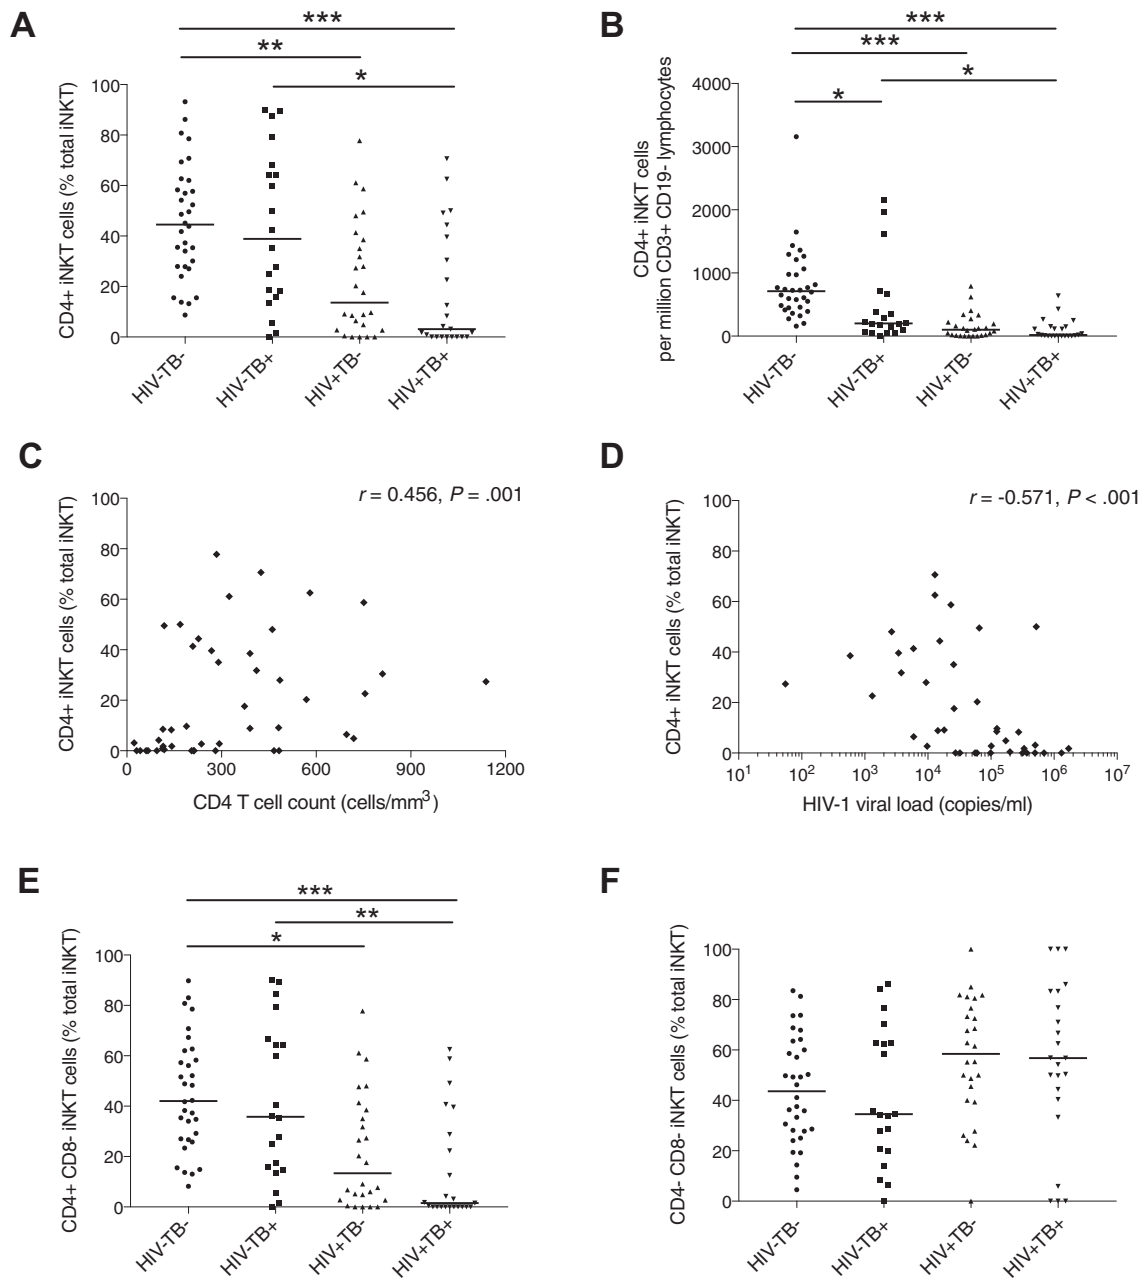 A
***
**
*
CD4+ iNKT cells (% total iNKT)
100
80
60
40
20
0
HIV-TB-
HIV-TB+
HIV+TB-
HIV+TB+
B
***
***
*
*
CD4+ iNKT cells
per million CD3+ CD19- lymphocytes
4000
3000
2000
1000
0
HIV-TB-
HIV-TB+
HIV+TB-
HIV+TB+
C
r = 0.456, P = .001
CD4+ iNKT cells (% total iNKT)
100
80
60
40
20
0
0 300 600 900 1200
CD4 T cell count (cells/mm³)
D
r = -0.571, P < .001
CD4+ iNKT cells (% total iNKT)
100
80
60
40
20
0
10¹ 10² 10³ 10⁴ 10⁵ 10⁶ 10⁷
HIV-1 viral load (copies/ml)
E
***
**
*
CD4+ CD8- iNKT cells (% total iNKT)
100
80
60
40
20
0
HIV-TB-
HIV-TB+
HIV+TB-
HIV+TB+
F
CD4- CD8- iNKT cells (% total iNKT)
100
80
60
40
20
0
HIV-TB-
HIV-TB+
HIV+TB-
HIV+TB+